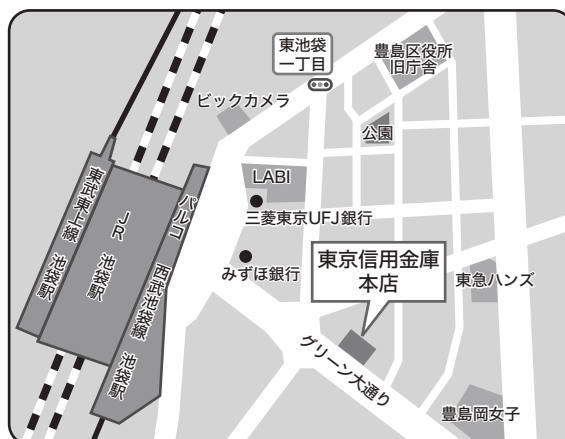 東池袋
一丁目
豊島区役所
旧庁舎
ビックカメラ
公園
LABI
三菱東京UFJ銀行
みずほ銀行
東京信用金庫
本店
東急ハンズ
グリーン大通り
豊島岡女子
東武東上線 池袋駅
JR 池袋駅
パルコ
西武池袋線 池袋駅